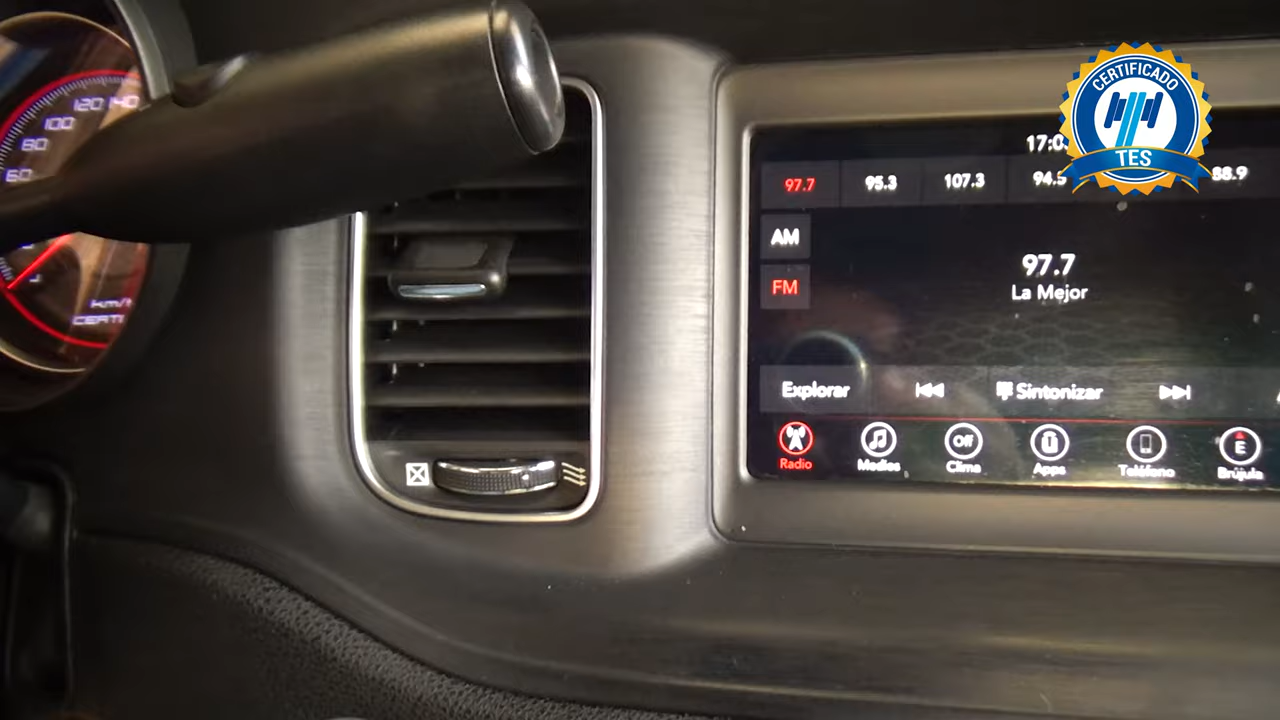 CERTIFICADO
TES
120 140
100
80
60
km/h
17:0
97.7 95.3 107.3 94.5 88.9
AM
FM
97.7
La Mejor
Explorar
Sintonizar
Off
E
Radio Medios Clima Apps Teléfono Brújula